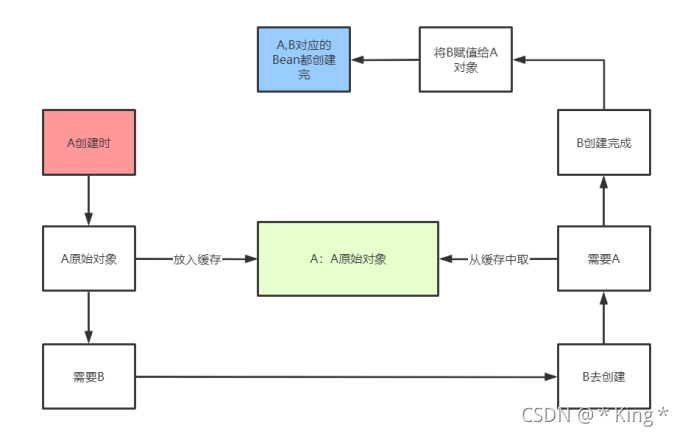 A,B对应的
Bean都创建
完
将B赋值给A
对象
A创建时
B创建完成
A原始对象
放入缓存
A：A原始对象
从缓存中取
需要A
需要B
B去创建
CSDN @*King*